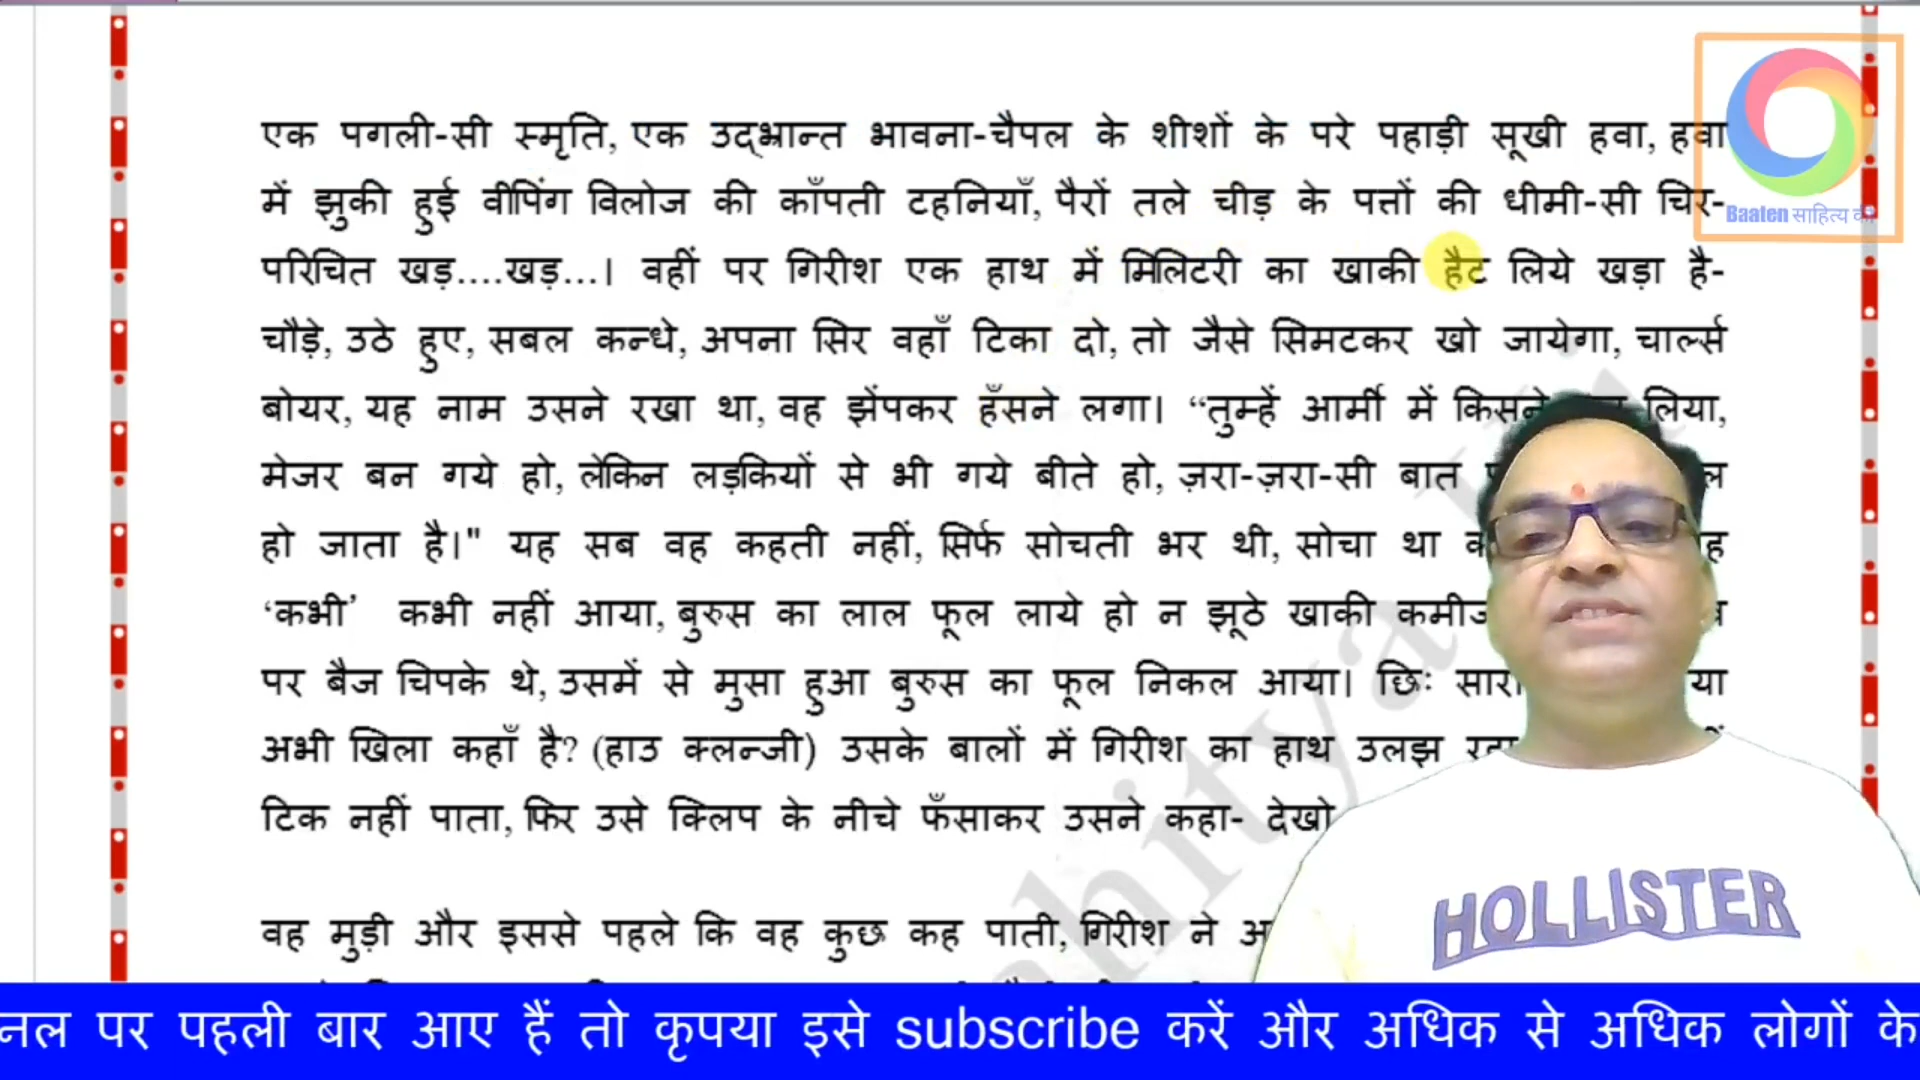 एक पगली-सी स्मृति, एक उद्भ्रान्त भावना-चैपल के शीशों के परे पहाड़ी सूखी हवा, हवा
में झुकी हुई वीपिंग विलोज की काँपती टहनियाँ, पैरों तले चीड़ के पत्तों की धीमी-सी चिर-
परिचित खड़....खड़...। वहीं पर गिरीश एक हाथ में मिलिटरी का खाकी हैट लिये खड़ा है-
चौड़े, उठे हुए, सबल कन्धे, अपना सिर वहाँ टिका दो, तो जैसे सिमटकर खो जायेगा, चार्ल्स
बोयर, यह नाम उसने रखा था, वह झेंपकर हँसने लगा। “तुम्हें आर्मी में किसने लिया,
मेजर बन गये हो, लेकिन लड़कियों से भी गये बीते हो, ज़रा-ज़रा-सी बात
हो जाता है।" यह सब वह कहती नहीं, सिर्फ सोचती भर थी, सोचा था
‘कभी’ कभी नहीं आया, बुरुस का लाल फूल लाये हो न झूठे खाकी
पर बैज चिपके थे, उसमें से मुसा हुआ बुरुस का फूल निकल आया। छिः
अभी खिला कहाँ है? (हाउ क्लन्जी) उसके बालों में गिरीश का हाथ उलझ
टिक नहीं पाता, फिर उसे क्लिप के नीचे फँसाकर उसने कहा- देखो
वह मुड़ी और इससे पहले कि वह कुछ कह पाती, गिरीश ने
Baaten साहित्य की
HOLLISTER
पर पहली बार आए हैं तो कृपया इसे subscribe करें और अधिक से अधिक लोगों के